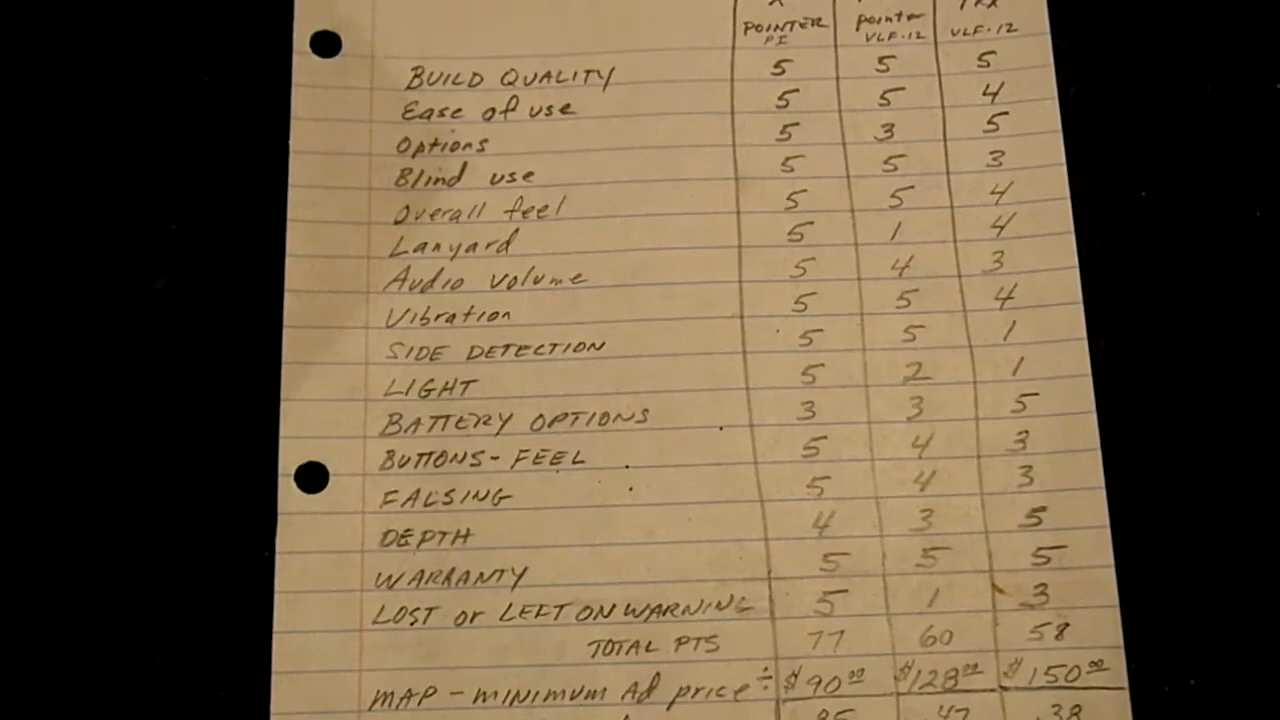 POINTER pointer TRX
PI VLF-12 VLF-12
BUILD QUALITY 5 5 5
Ease of use 5 5 4
Options 5 3 5
Blind use 5 5 3
Overall feel 5 5 4
Lanyard 5 1 4
Audio volume 5 4 3
Vibration 5 5 4
SIDE DETECTION 5 5 1
LIGHT 5 2 1
BATTERY OPTIONS 3 3 5
BUTTONS - FEEL 5 4 3
FALSING 5 4 3
DEPTH 4 3 5
WARRANTY 5 5 5
LOST or LEFT ON WARNING 5 1 3
TOTAL PTS 77 60 58
MAP - MINIMUM Ad price ÷ $90.00 $128.00 $150.00
.85 .47 .38